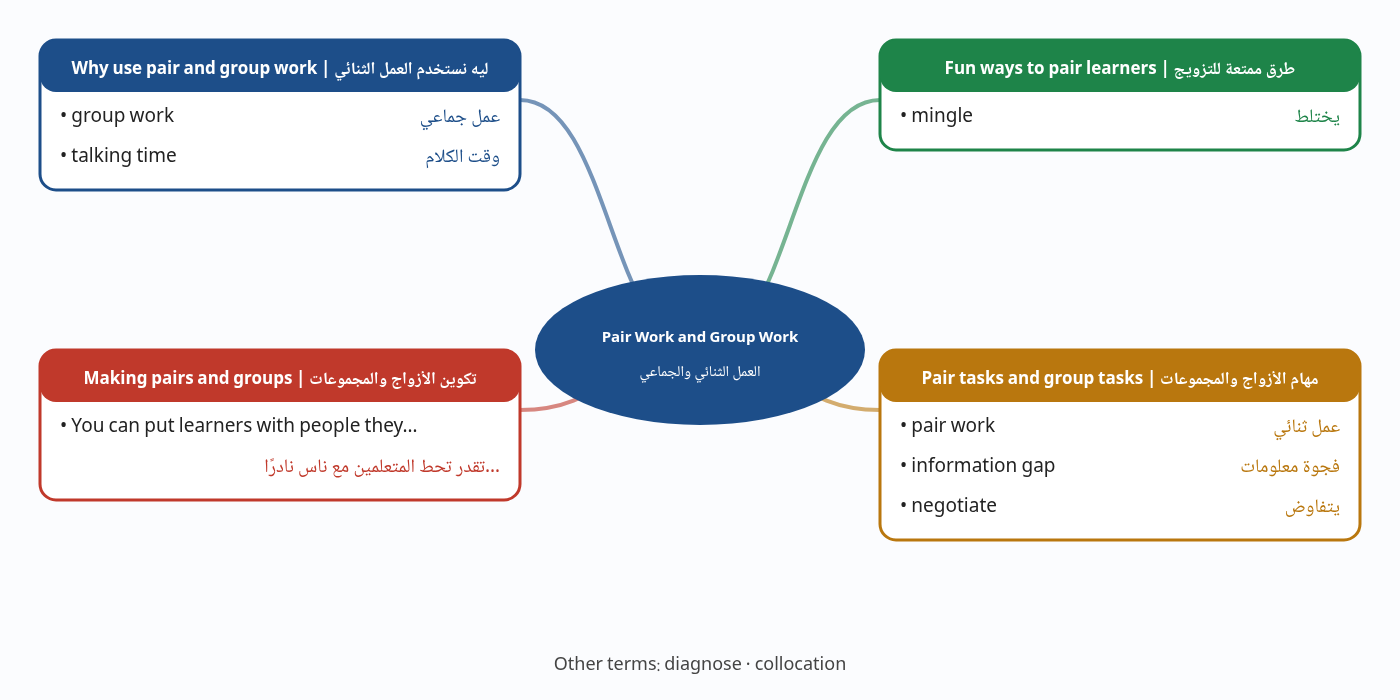 Why use pair and group work | ليه نستخدم العمل الثنائي
• group work عمل جماعي
• talking time وقت الكلام
Fun ways to pair learners | طرق ممتعة للتزويج
• mingle يختلط
Pair Work and Group Work
العمل الثنائي والجماعي
Making pairs and groups | تكوين الأزواج والمجموعات
• You can put learners with people they…
تقدر تحط المتعلمين مع ناس نادرًا…
Pair tasks and group tasks | مهام الأزواج والمجموعات
• pair work عمل ثنائي
• information gap فجوة معلومات
• negotiate يتفاوض
Other terms: diagnose · collocation